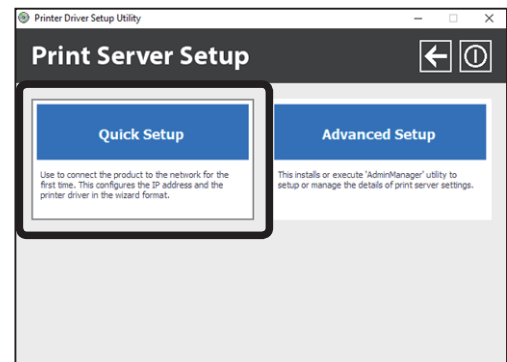 Printer Driver Setup Utility
Print Server Setup
Quick Setup
Use to connect the product to the network for the
first time. This configures the IP address and the
printer driver in the wizard format.
Advanced Setup
This installs or execute 'AdminManager' utility to
setup or manage the details of print server settings.